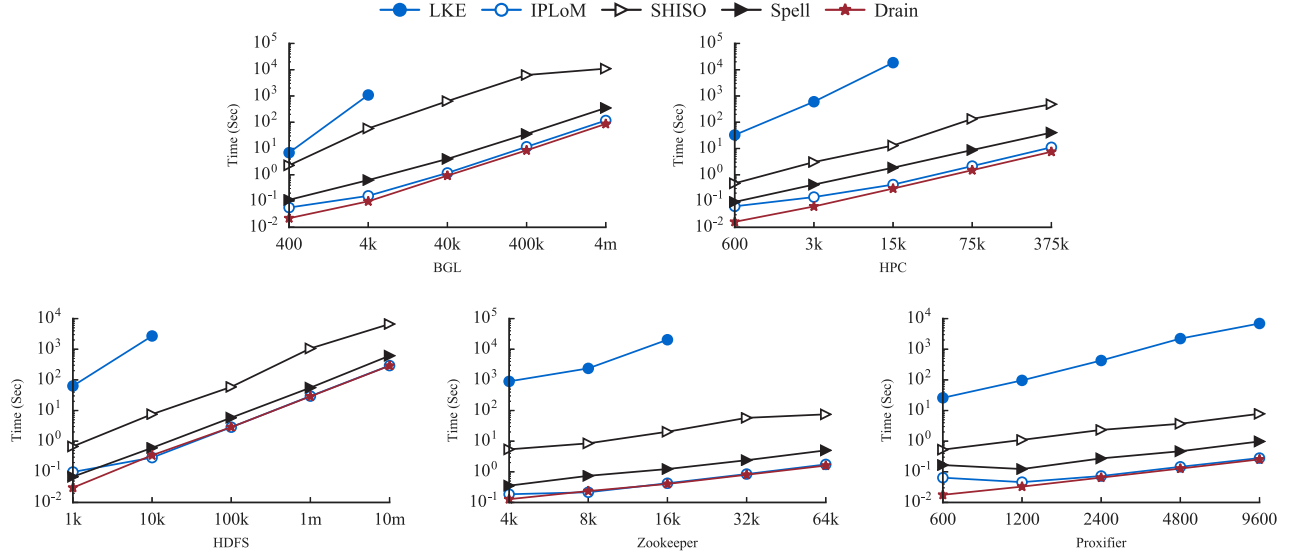 LKE IPLoM SHISO Spell Drain
Time (Sec)
10^5
10^4
10^3
10^2
10^1
10^0
10^-1
10^-2
400 4k 40k 400k 4m
BGL
Time (Sec)
10^5
10^4
10^3
10^2
10^1
10^0
10^-1
10^-2
600 3k 15k 75k 375k
HPC
Time (Sec)
10^4
10^3
10^2
10^1
10^0
10^-1
10^-2
1k 10k 100k 1m 10m
HDFS
Time (Sec)
10^5
10^4
10^3
10^2
10^1
10^0
10^-1
4k 8k 16k 32k 64k
Zookeeper
Time (Sec)
10^4
10^3
10^2
10^1
10^0
10^-1
10^-2
600 1200 2400 4800 9600
Proxifier